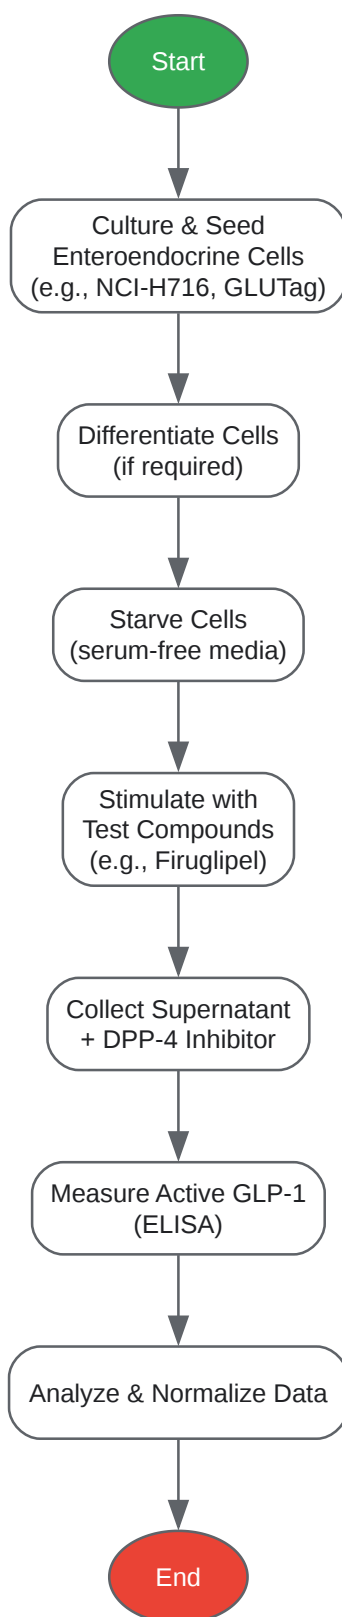 Start
Culture & Seed
Enteroendocrine Cells
(e.g., NCI-H716, GLUTag)
Differentiate Cells
(if required)
Starve Cells
(serum-free media)
Stimulate with
Test Compounds
(e.g., Firuglipel)
Collect Supernatant
+ DPP-4 Inhibitor
Measure Active GLP-1
(ELISA)
Analyze & Normalize Data
End